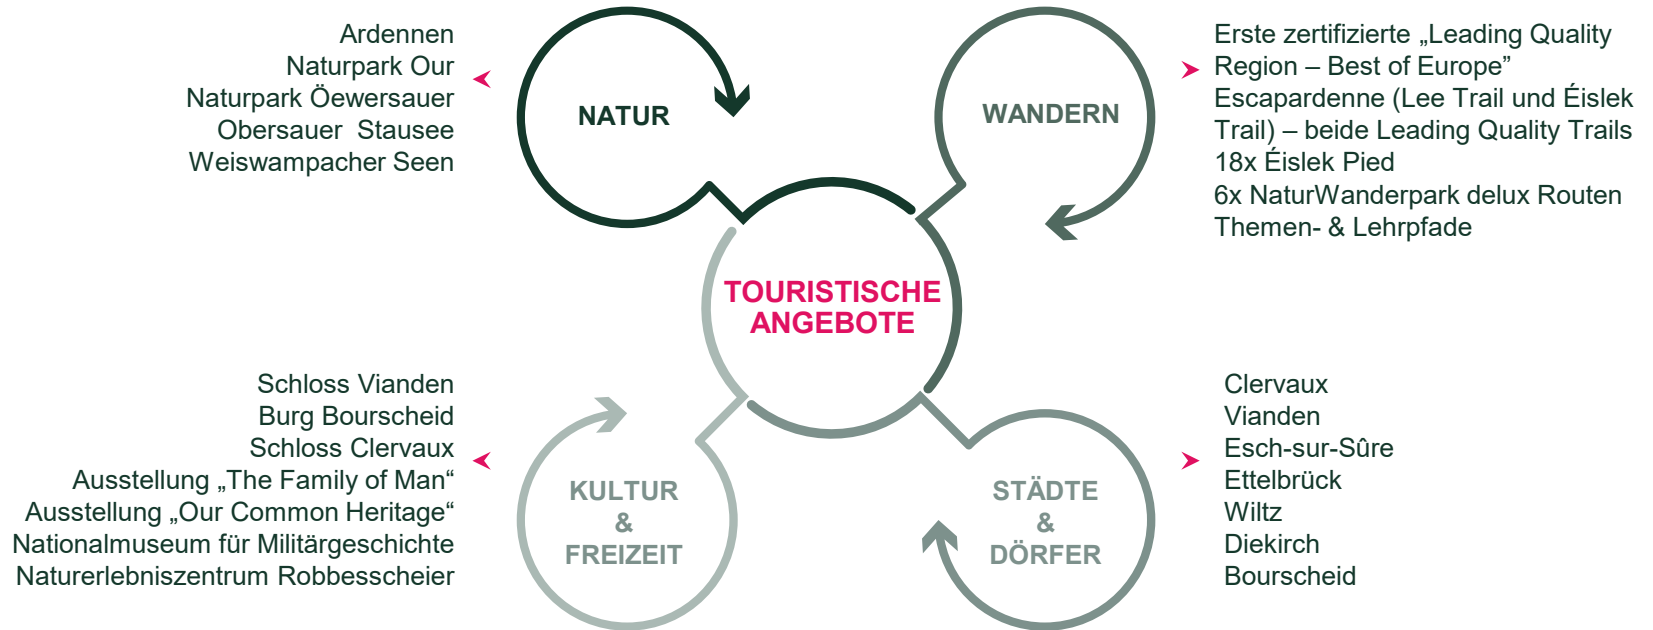 Ardennen
Naturpark Our
Naturpark Öewersauer
Obersauer Stausee
Weiswampacher Seen
NATUR
WANDERN
Erste zertifizierte „Leading Quality
Region – Best of Europe”
Escapardenne (Lee Trail und Éislek
Trail) – beide Leading Quality Trails
18x Éislek Pied
6x NaturWanderpark delux Routen
Themen- & Lehrpfade
TOURISTISCHE
ANGEBOTE
Schloss Vianden
Burg Bourscheid
Schloss Clervaux
Ausstellung „The Family of Man“
Ausstellung „Our Common Heritage“
Nationalmuseum für Militärgeschichte
Naturerlebniszentrum Robbesscheier
KULTUR
&
FREIZEIT
STÄDTE
&
DÖRFER
Clervaux
Vianden
Esch-sur-Sûre
Ettelbrück
Wiltz
Diekirch
Bourscheid